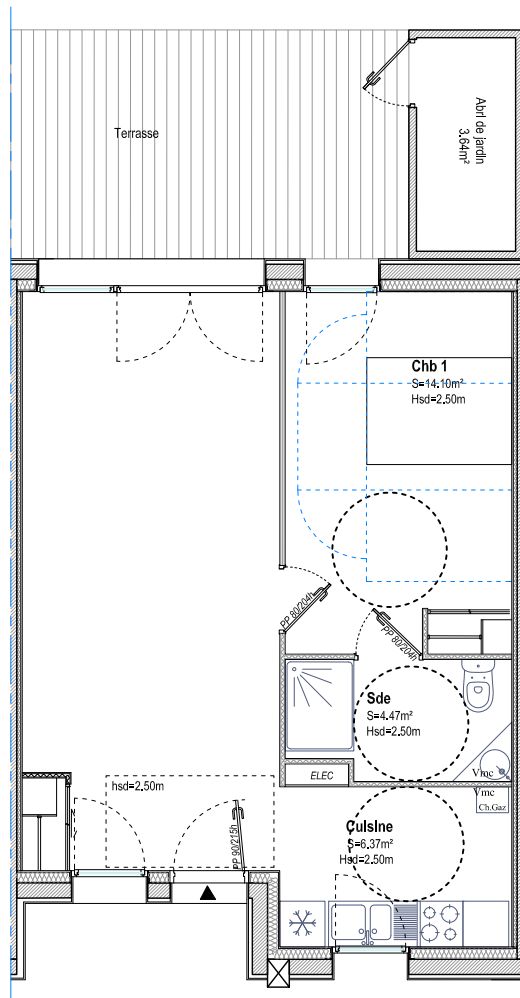 Terrasse
Abri de jardin
3.64m²
Chb 1
S=14.10m²
Hsd=2.50m
PP 80/204h
PP 80/204h
Sde
S=4.47m²
Hsd=2.50m
Vmc
ELEC
hsd=2.50m
Vmc
Ch.Gaz
Cuisine
S=6.37m²
Hsd=2.50m
PP 90/215h